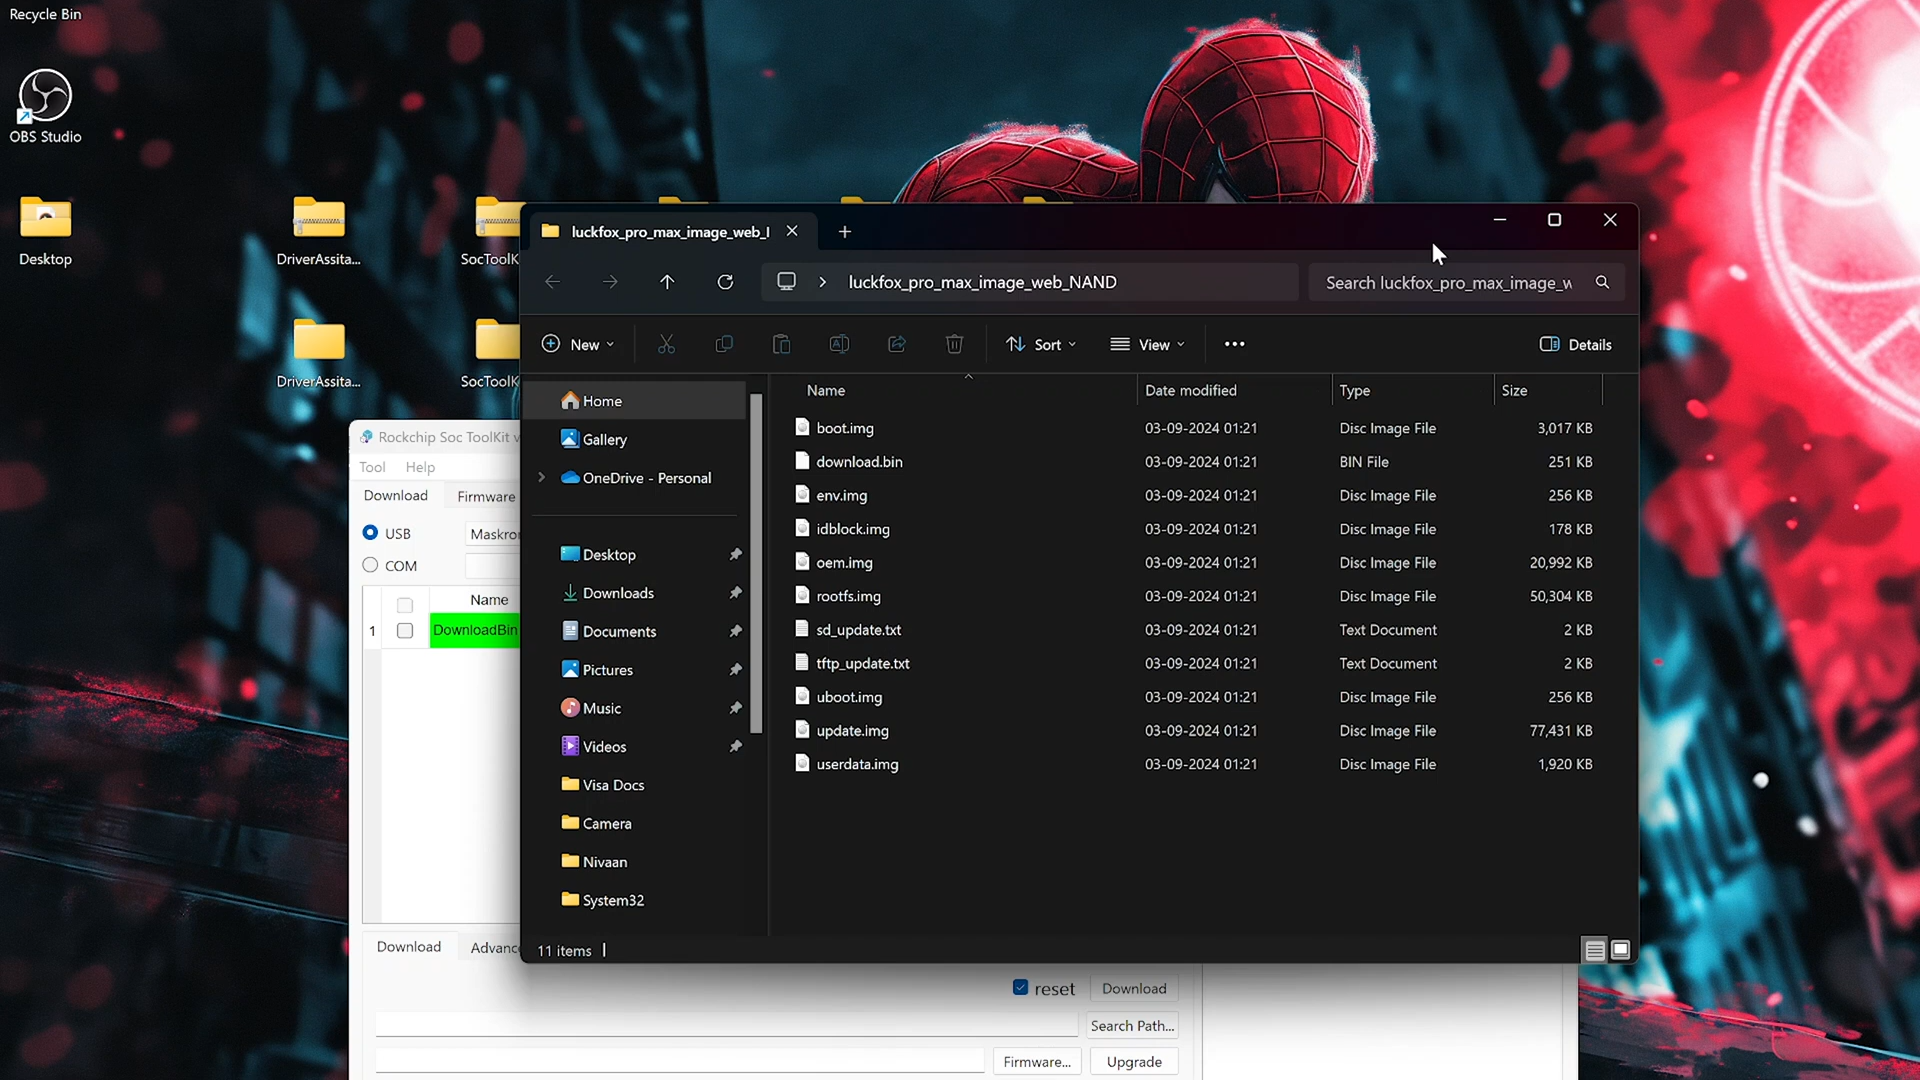 Recycle Bin
OBS Studio
Desktop
DriverAssita...
SocToolK
DriverAssita...
SocToolK
luckfox_pro_max_image_web_
luckfox_pro_max_image_web_NAND
Search luckfox_pro_max_image_w
New
Sort
View
Details
Home
Gallery
OneDrive - Personal
Desktop
Downloads
Documents
Pictures
Music
Videos
Visa Docs
Camera
Nivaan
System32
Name Date modified Type Size
boot.img 03-09-2024 01:21 Disc Image File 3,017 KB
download.bin 03-09-2024 01:21 BIN File 251 KB
env.img 03-09-2024 01:21 Disc Image File 256 KB
idblock.img 03-09-2024 01:21 Disc Image File 178 KB
oem.img 03-09-2024 01:21 Disc Image File 20,992 KB
rootfs.img 03-09-2024 01:21 Disc Image File 50,304 KB
sd_update.txt 03-09-2024 01:21 Text Document 2 KB
tftp_update.txt 03-09-2024 01:21 Text Document 2 KB
uboot.img 03-09-2024 01:21 Disc Image File 256 KB
update.img 03-09-2024 01:21 Disc Image File 77,431 KB
userdata.img 03-09-2024 01:21 Disc Image File 1,920 KB
11 items
Rockchip Soc ToolKit v
Tool Help
Download Firmware
USB Maskro
COM
Name
1 DownloadBin
Download Advanc
reset Download
Search Path...
Firmware... Upgrade